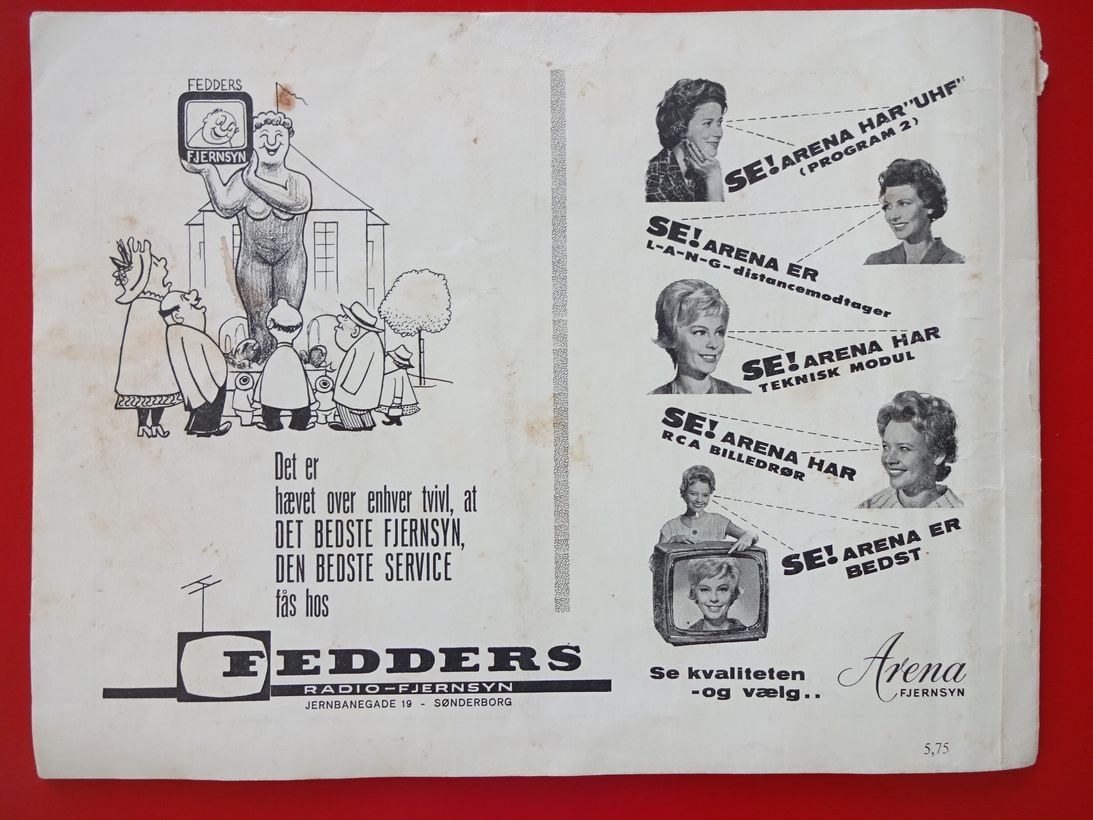 FEDDERS
FJERNSYN
Det er
hævet over enhver tvivl, at
DET BEDSTE FJERNSYN,
DEN BEDSTE SERVICE
fås hos
FEDDERS
RADIO-FJERNSYN
JERNBANEGADE 19 - SØNDERBORG
SE! ARENA HAR "UHF"
(PROGRAM 2)
SE! ARENA ER
L-A-N-G-distancemodtager
SE! ARENA HAR
TEKNISK MODUL
SE! ARENA HAR
RCA BILLEDRØR
SE! ARENA ER
BEDST
Se kvaliteten
-og vælg..
Arena
FJERNSYN
5,75